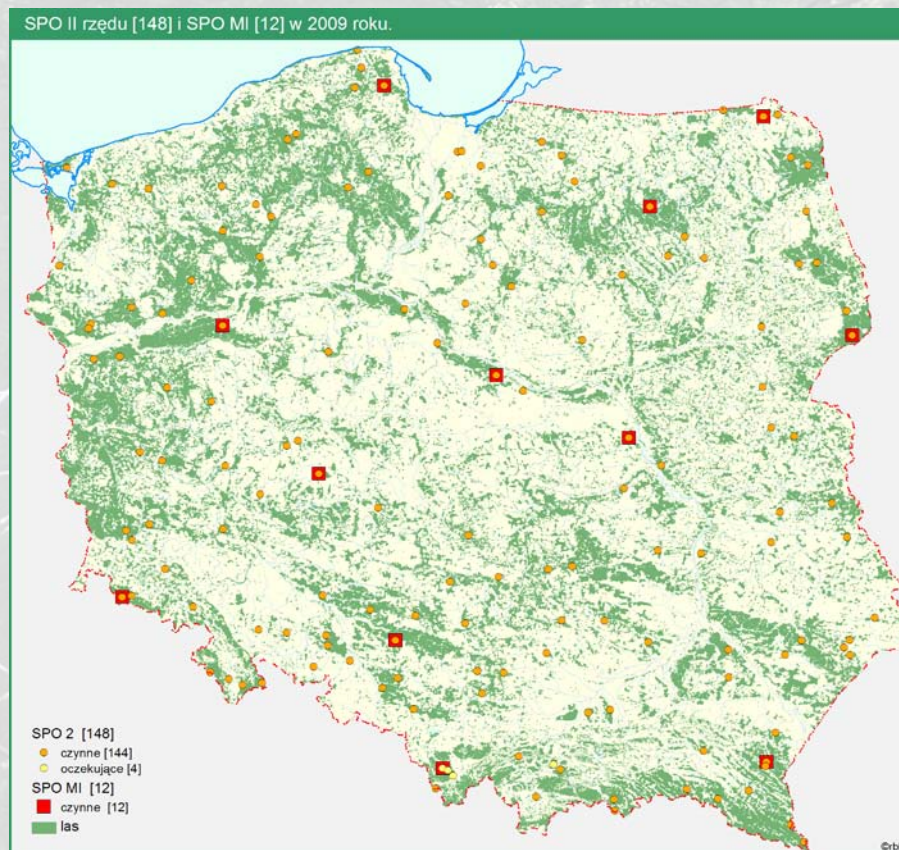 SPO II rzędu [148] i SPO MI [12] w 2009 roku.
SPO 2 [148]
czynne [144]
oczekujące [4]
SPO MI [12]
czynne [12]
las
©rb